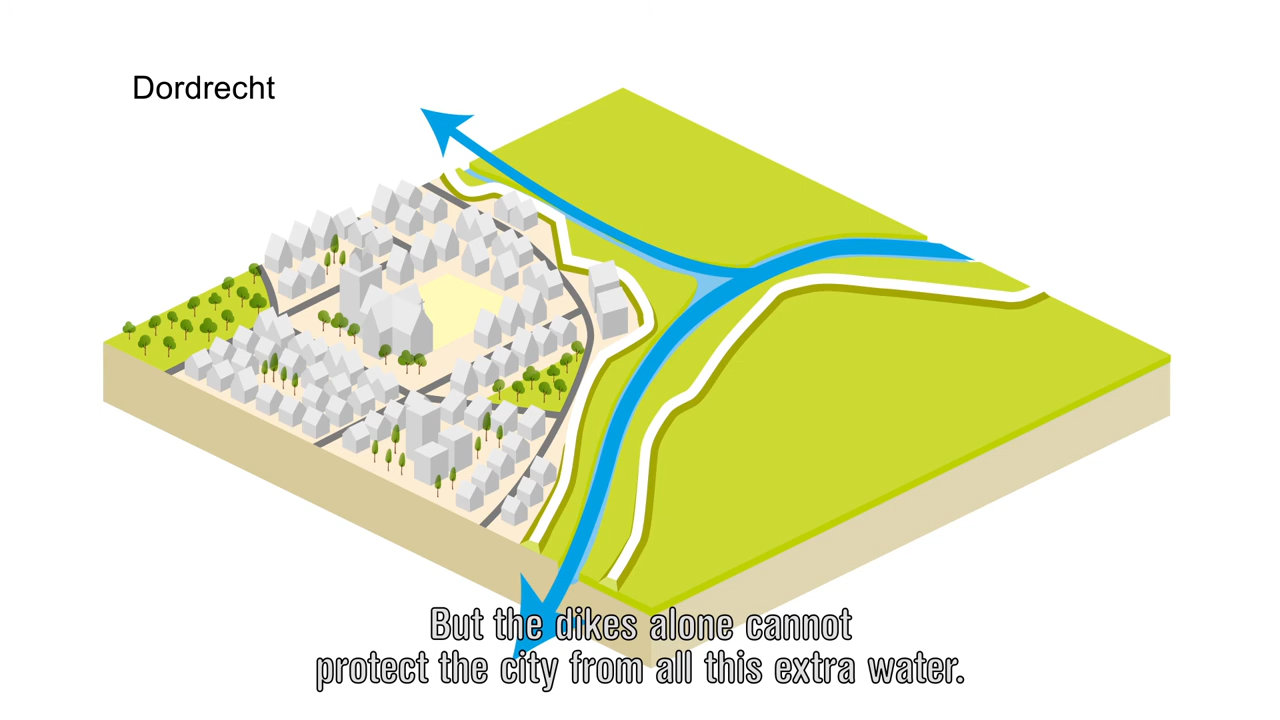 Dordrecht
But the dikes alone cannot
protect the city from all this extra water.